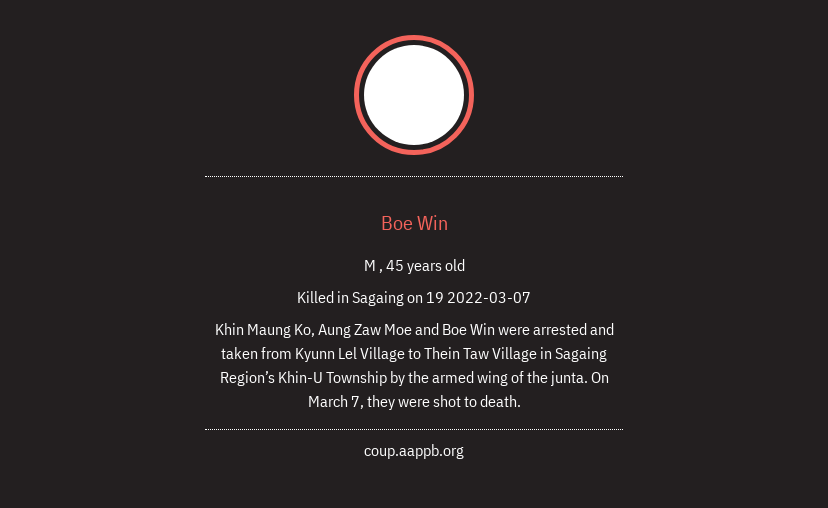 Boe Win
M , 45 years old
Killed in Sagaing on 19 2022-03-07
Khin Maung Ko, Aung Zaw Moe and Boe Win were arrested and
taken from Kyunn Lel Village to Thein Taw Village in Sagaing
Region’s Khin-U Township by the armed wing of the junta. On
March 7, they were shot to death.
coup.aappb.org